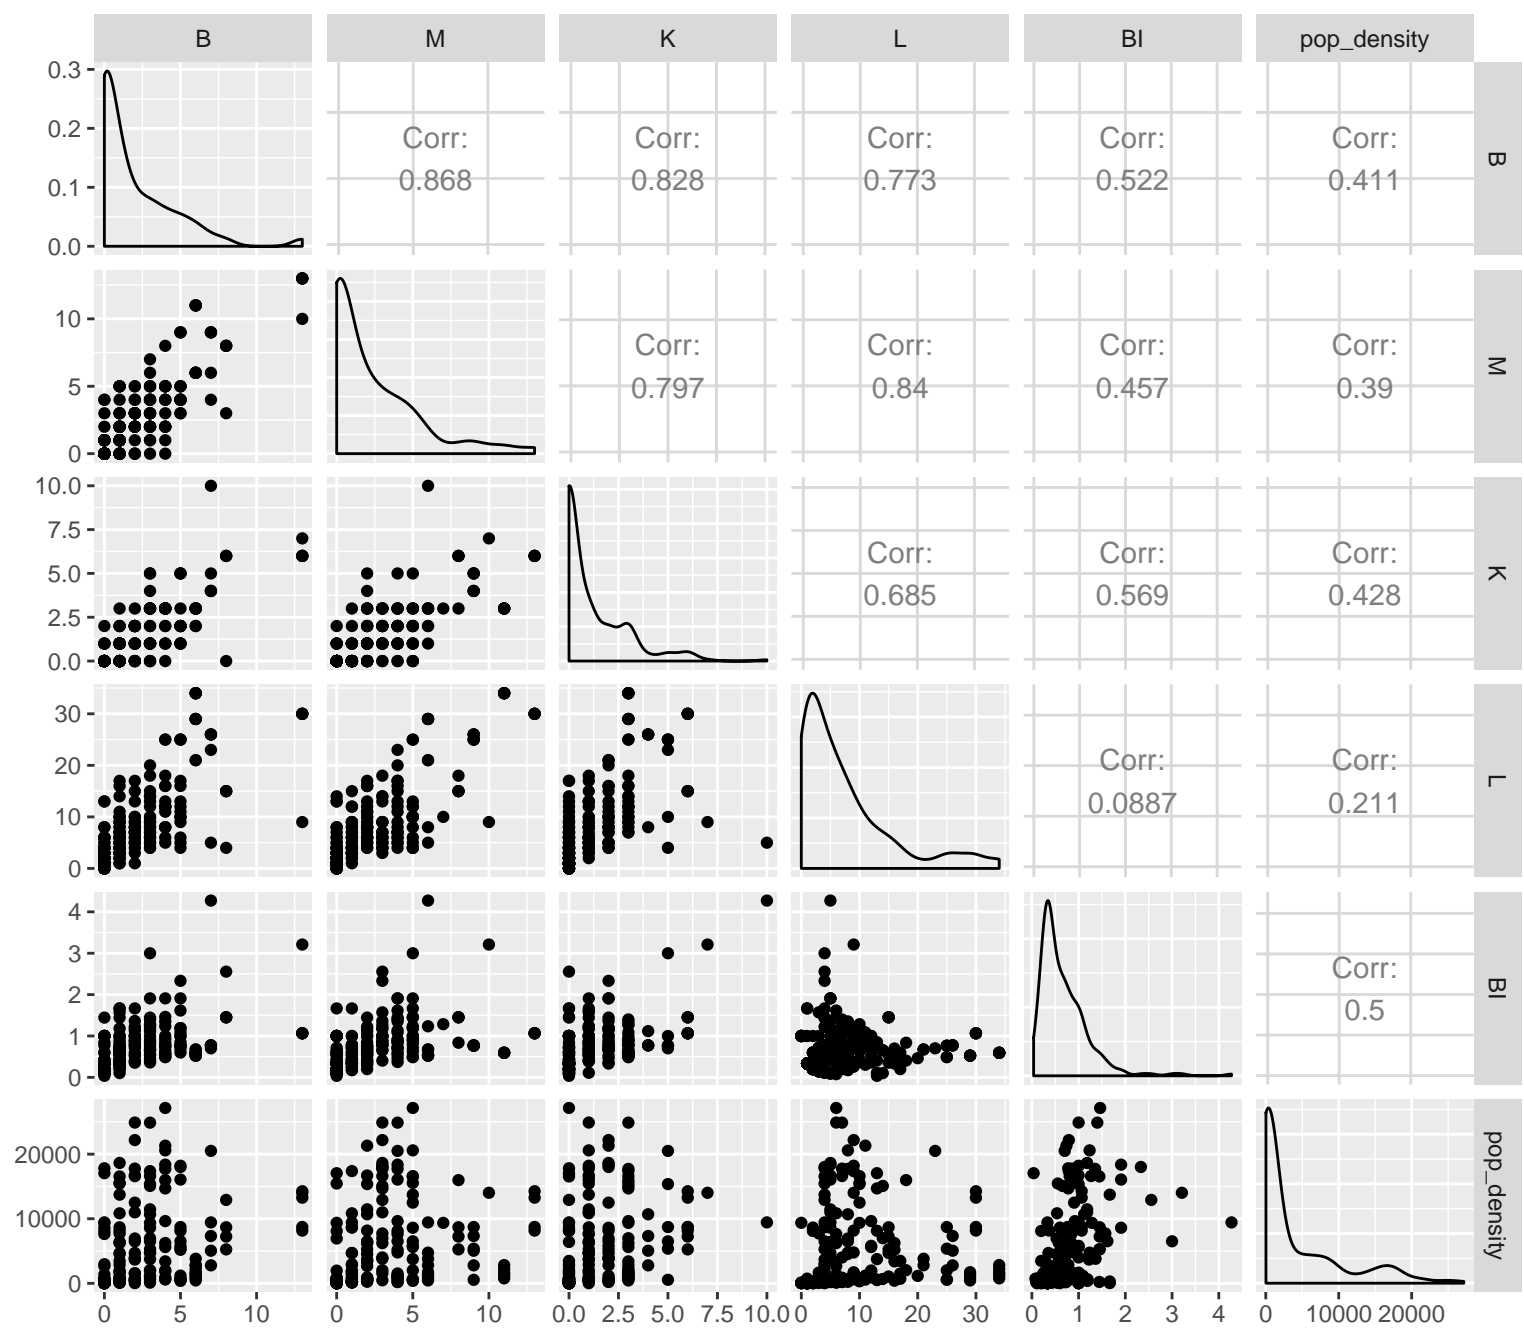 B M K L BI pop_density
0.3
0.2
0.1
0.0
Corr: Corr: Corr: Corr: Corr:
0.868 0.828 0.773 0.522 0.411
B
10
5
0
Corr: Corr: Corr: Corr:
0.797 0.84 0.457 0.39
M
10.0
7.5
5.0
2.5
0.0
Corr: Corr: Corr:
0.685 0.569 0.428
K
30
20
10
0
Corr: Corr:
0.0887 0.211
L
4
3
2
1
0
Corr:
0.5
BI
20000
10000
0
pop_density
0 5 10 0 5 10 0.0 2.5 5.0 7.5 10.0 0 10 20 30 0 1 2 3 4 0 10000 20000